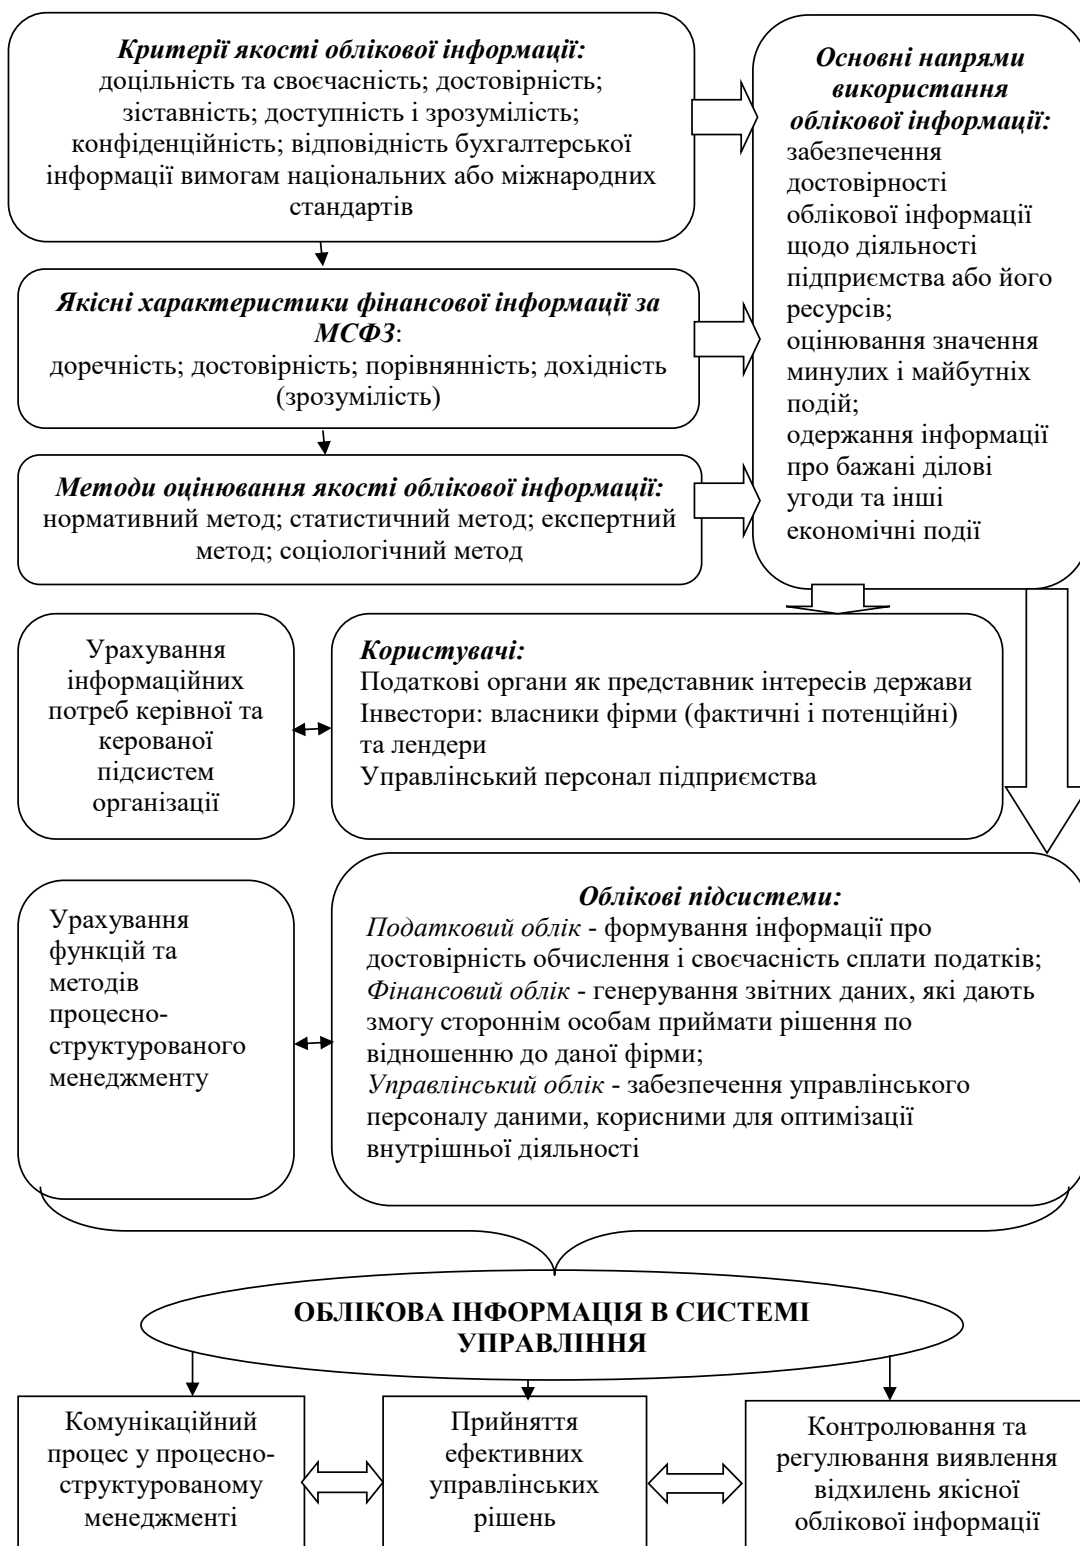 Критерії якості облікової інформації:
доцільність та своєчасність; достовірність;
зіставність; доступність і зрозумілість;
конфіденційність; відповідність бухгалтерської
інформації вимогам національних або міжнародних
стандартів
Основні напрями
використання
облікової інформації:
забезпечення
достовірності
облікової інформації
щодо діяльності
підприємства або його
ресурсів;
оцінювання значення
минулих і майбутніх
подій;
одержання інформації
про бажані ділові
угоди та інші
економічні події
Якісні характеристики фінансової інформації за
МСФЗ:
доречність; достовірність; порівнянність; дохідність
(зрозумілість)
Методи оцінювання якості облікової інформації:
нормативний метод; статистичний метод; експертний
метод; соціологічний метод
Урахування
інформаційних
потреб керівної та
керованої
підсистем
організації
Користувачі:
Податкові органи як представник інтересів держави
Інвестори: власники фірми (фактичні і потенційні)
та лендери
Управлінський персонал підприємства
Урахування
функцій та
методів
процесно-
структурованого
менеджменту
Облікові підсистеми:
Податковий облік - формування інформації про
достовірність обчислення і своєчасність сплати податків;
Фінансовий облік - генерування звітних даних, які дають
змогу стороннім особам приймати рішення по
відношенню до даної фірми;
Управлінський облік - забезпечення управлінського
персоналу даними, корисними для оптимізації
внутрішньої діяльності
ОБЛІКОВА ІНФОРМАЦІЯ В СИСТЕМІ
УПРАВЛІННЯ
Комунікаційний
процес у процесно-
структурованому
менеджменті
Прийняття
ефективних
управлінських
рішень
Контролювання та
регулювання виявлення
відхилень якісної
облікової інформації